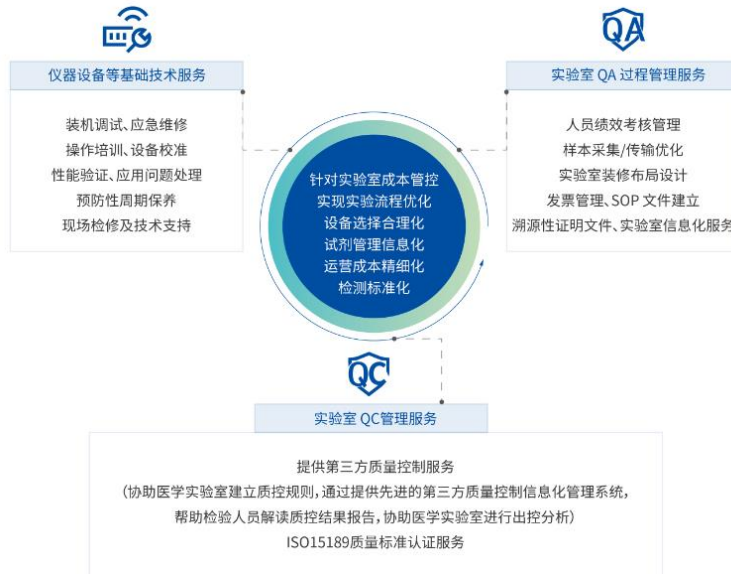 仪器设备等基础技术服务
装机调试、应急维修
操作培训、设备校准
性能验证、应用问题处理
预防性周期保养
现场检修及技术支持
QA
实验室 QA 过程管理服务
人员绩效考核管理
样本采集/传输优化
实验室装修布局设计
发票管理、SOP 文件建立
溯源性证明文件、实验室信息化服务
针对实验室成本管控
实现实验流程优化
设备选择合理化
试剂管理信息化
运营成本精细化
检测标准化
QC
实验室 QC管理服务
提供第三方质量控制服务
(协助医学实验室建立质控规则,通过提供先进的第三方质量控制信息化管理系统,
帮助检验人员解读质控结果报告,协助医学实验室进行出控分析)
ISO15189质量标准认证服务